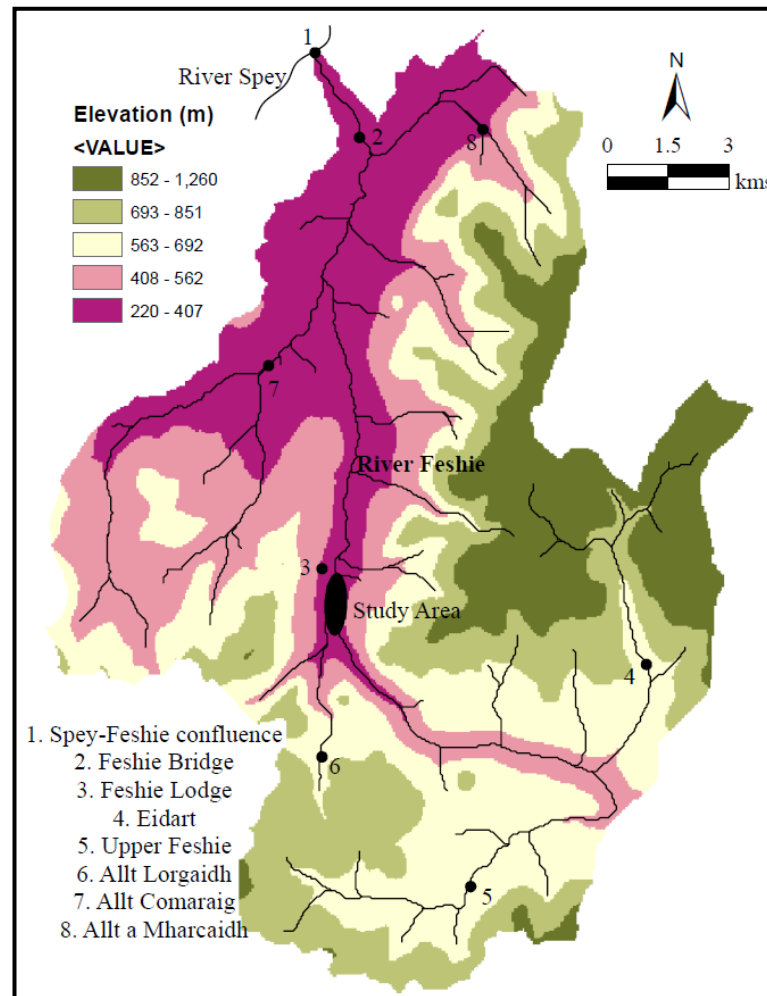 1
River Spey
N
Elevation (m)
<VALUE>
852 - 1,260
693 - 851
563 - 692
408 - 562
220 - 407
0 1.5 3
kms
2
8
7
River Feshie
3
Study Area
4
6
5
1. Spey-Feshie confluence
2. Feshie Bridge
3. Feshie Lodge
4. Eidart
5. Upper Feshie
6. Allt Lorgaidh
7. Allt Comaraig
8. Allt a Mharcaidh